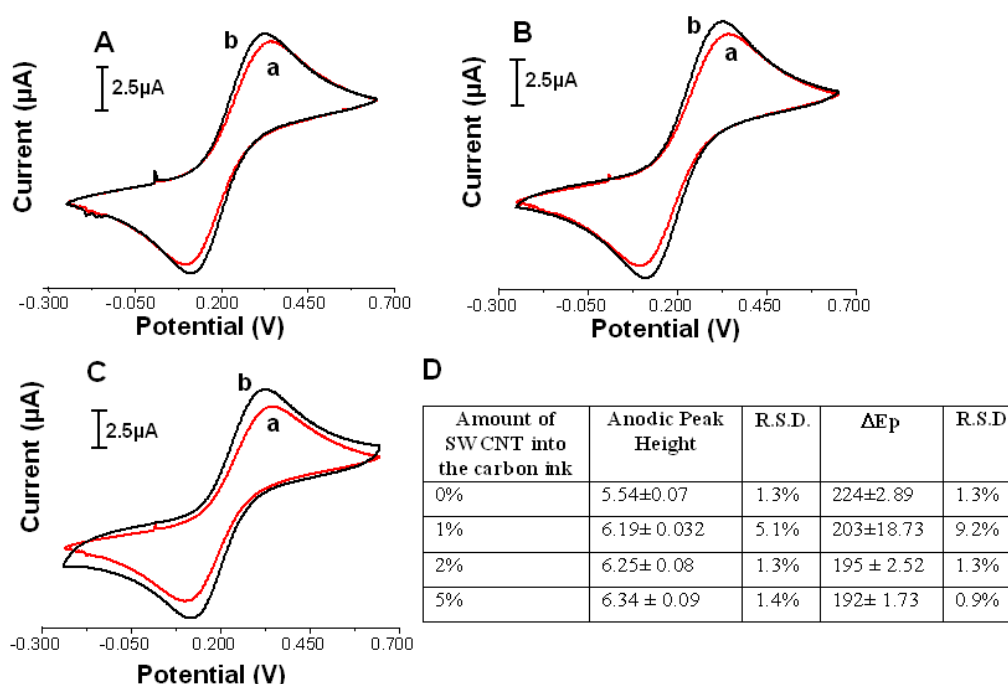 A
b
a
2.5µA
Current (µA)
-0.300 -0.050 0.200 0.450 0.700
Potential (V)
B
b
a
2.5µA
Current (µA)
-0.300 -0.050 0.200 0.450 0.700
Potential (V)
C
b
a
2.5µA
Current (µA)
-0.300 -0.050 0.200 0.450 0.700
Potential (V)
D
Amount of SWCNT into the carbon ink | Anodic Peak Height | R.S.D. | ΔEp | R.S.D
0% 5.54±0.07 1.3% 224±2.89 1.3%
1% 6.19± 0.032 5.1% 203±18.73 9.2%
2% 6.25± 0.08 1.3% 195 ± 2.52 1.3%
5% 6.34 ± 0.09 1.4% 192± 1.73 0.9%